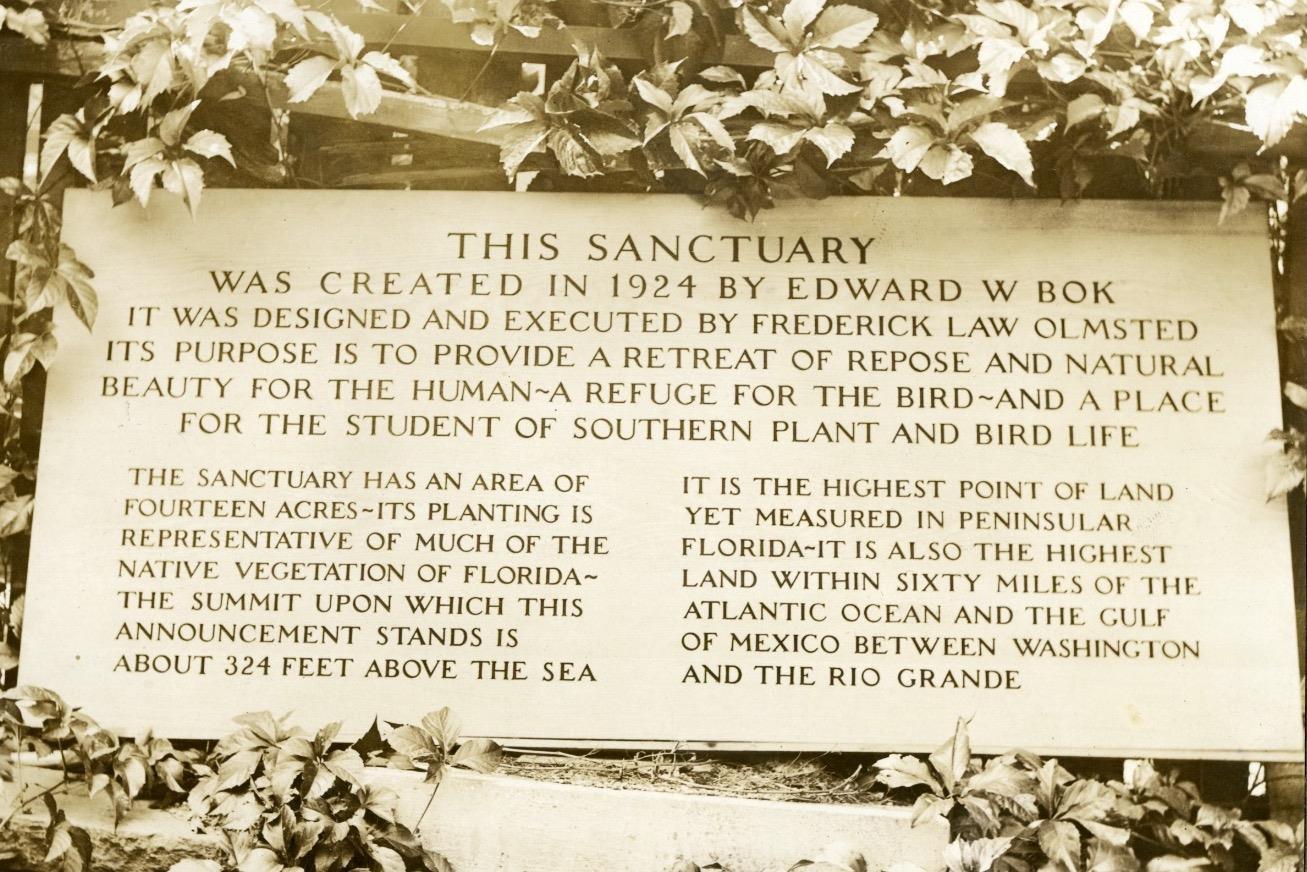 THIS SANCTUARY
WAS CREATED IN 1924 BY EDWARD W BOK
IT WAS DESIGNED AND EXECUTED BY FREDERICK LAW OLMSTED
ITS PURPOSE IS TO PROVIDE A RETREAT OF REPOSE AND NATURAL
BEAUTY FOR THE HUMAN~A REFUGE FOR THE BIRD~AND A PLACE
FOR THE STUDENT OF SOUTHERN PLANT AND BIRD LIFE
THE SANCTUARY HAS AN AREA OF
FOURTEEN ACRES~ITS PLANTING IS
REPRESENTATIVE OF MUCH OF THE
NATIVE VEGETATION OF FLORIDA~
THE SUMMIT UPON WHICH THIS
ANNOUNCEMENT STANDS IS
ABOUT 324 FEET ABOVE THE SEA
IT IS THE HIGHEST POINT OF LAND
YET MEASURED IN PENINSULAR
FLORIDA~IT IS ALSO THE HIGHEST
LAND WITHIN SIXTY MILES OF THE
ATLANTIC OCEAN AND THE GULF
OF MEXICO BETWEEN WASHINGTON
AND THE RIO GRANDE